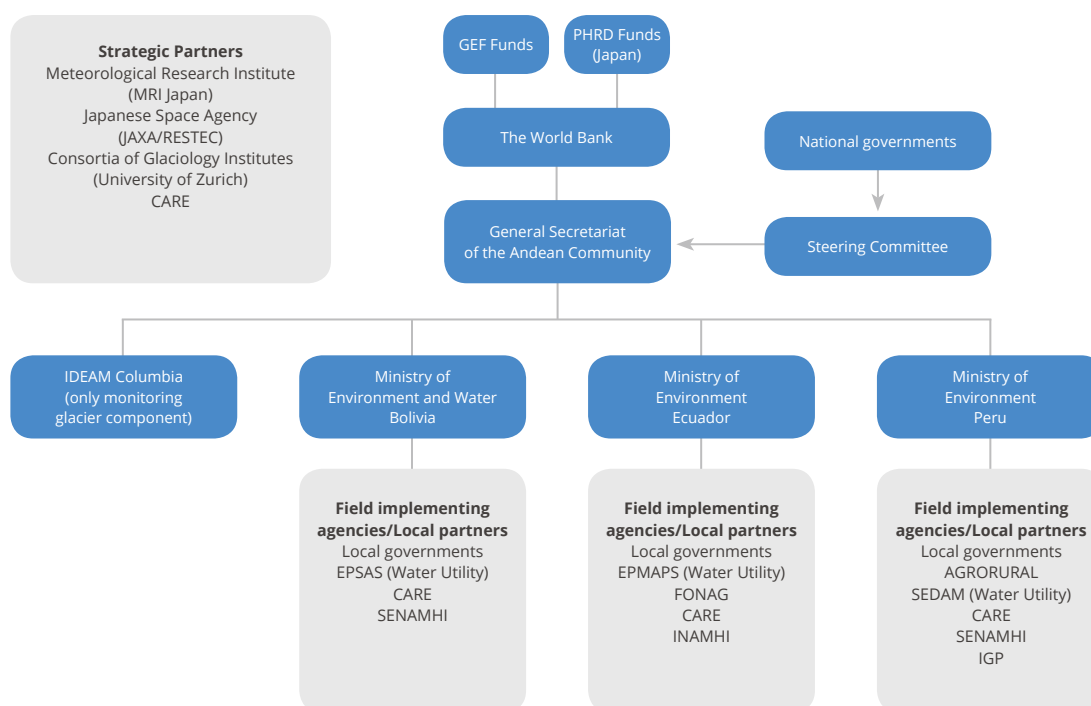 Strategic Partners
Meteorological Research Institute
(MRI Japan)
Japanese Space Agency
(JAXA/RESTEC)
Consortia of Glaciology Institutes
(University of Zurich)
CARE
GEF Funds
PHRD Funds
(Japan)
The World Bank
National governments
General Secretariat
of the Andean Community
Steering Committee
IDEAM Columbia
(only monitoring
glacier component)
Ministry of
Environment and Water
Bolivia
Ministry of
Environment
Ecuador
Ministry of
Environment
Peru
Field implementing
agencies/Local partners
Local governments
EPSAS (Water Utility)
CARE
SENAMHI
Field implementing
agencies/Local partners
Local governments
EPMAPS (Water Utility)
FONAG
CARE
INAMHI
Field implementing
agencies/Local partners
Local governments
AGRORURAL
SEDAM (Water Utility)
CARE
SENAMHI
IGP